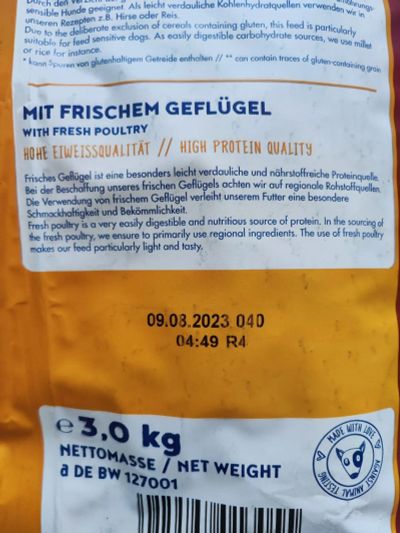 sensible Hunde geeignet. Als leicht verdauliche Kohlenhydratquellen verwenden wir in
unseren Rezepten z.B. Hirse oder Reis.
Due to the deliberate exclusion of cereals containing gluten, this feed is particularly
suitable for feed sensitive dogs. As easily digestible carbohydrate sources, we use millet
or rice for instance.
* kann Spuren von glutenhaltigem Getreide enthalten // ** can contain traces of gluten-containing grain
MIT FRISCHEM GEFLÜGEL
WITH FRESH POULTRY
HOHE EIWEISSQUALITÄT // HIGH PROTEIN QUALITY
Frisches Geflügel ist eine besonders leicht verdauliche und nährstoffreiche Proteinquelle.
Bei der Beschaffung unseres frischen Geflügels achten wir auf regionale Rohstoffquellen.
Die Verwendung von frischem Geflügel verleiht unserem Futter eine besondere
Schmackhaftigkeit und Bekömmlichkeit.
Fresh poultry is a very easily digestible and nutritious source of protein. In the sourcing of
the fresh poultry, we ensure to primarily use regional ingredients. The use of fresh poultry
makes our feed particularly light and tasty.
09.08.2023 040
04:49 R4
e 3,0 kg
NETTOMASSE / NET WEIGHT
a DE BW 127001
MADE WITH LOVE
AGAINST ANIMAL TESTING